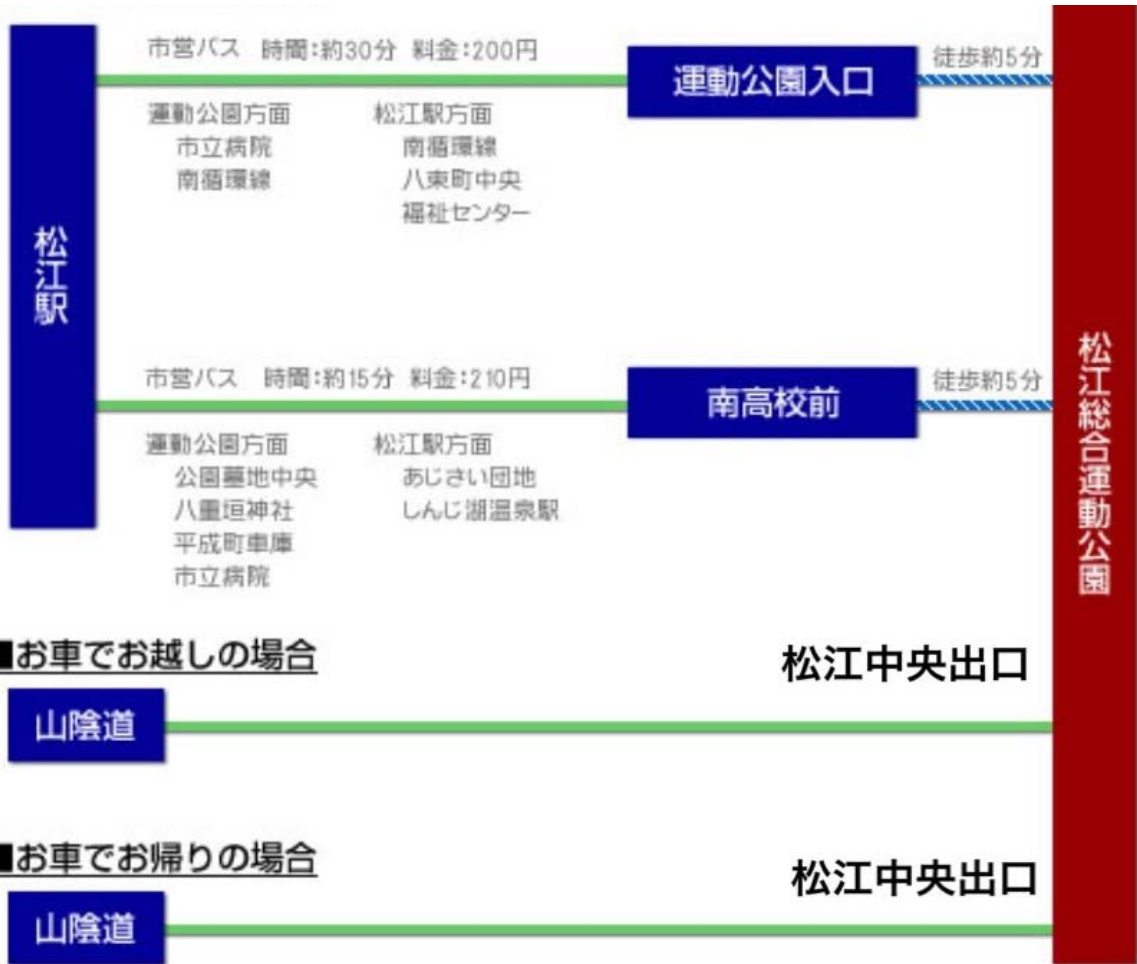 市営バス 時間:約30分 料金:200円
運動公園入口
徒歩約5分
運動公園方面
市立病院
南循環線
松江駅方面
南循環線
八束町中央
福祉センター
松江駅
市営バス 時間:約15分 料金:210円
南高校前
徒歩約5分
運動公園方面
公園墓地中央
八重垣神社
平成町車庫
市立病院
松江駅方面
あじさい団地
しんじ湖温泉駅
松江総合運動公園
■お車でお越しの場合
松江中央出口
山陰道
■お車でお帰りの場合
松江中央出口
山陰道